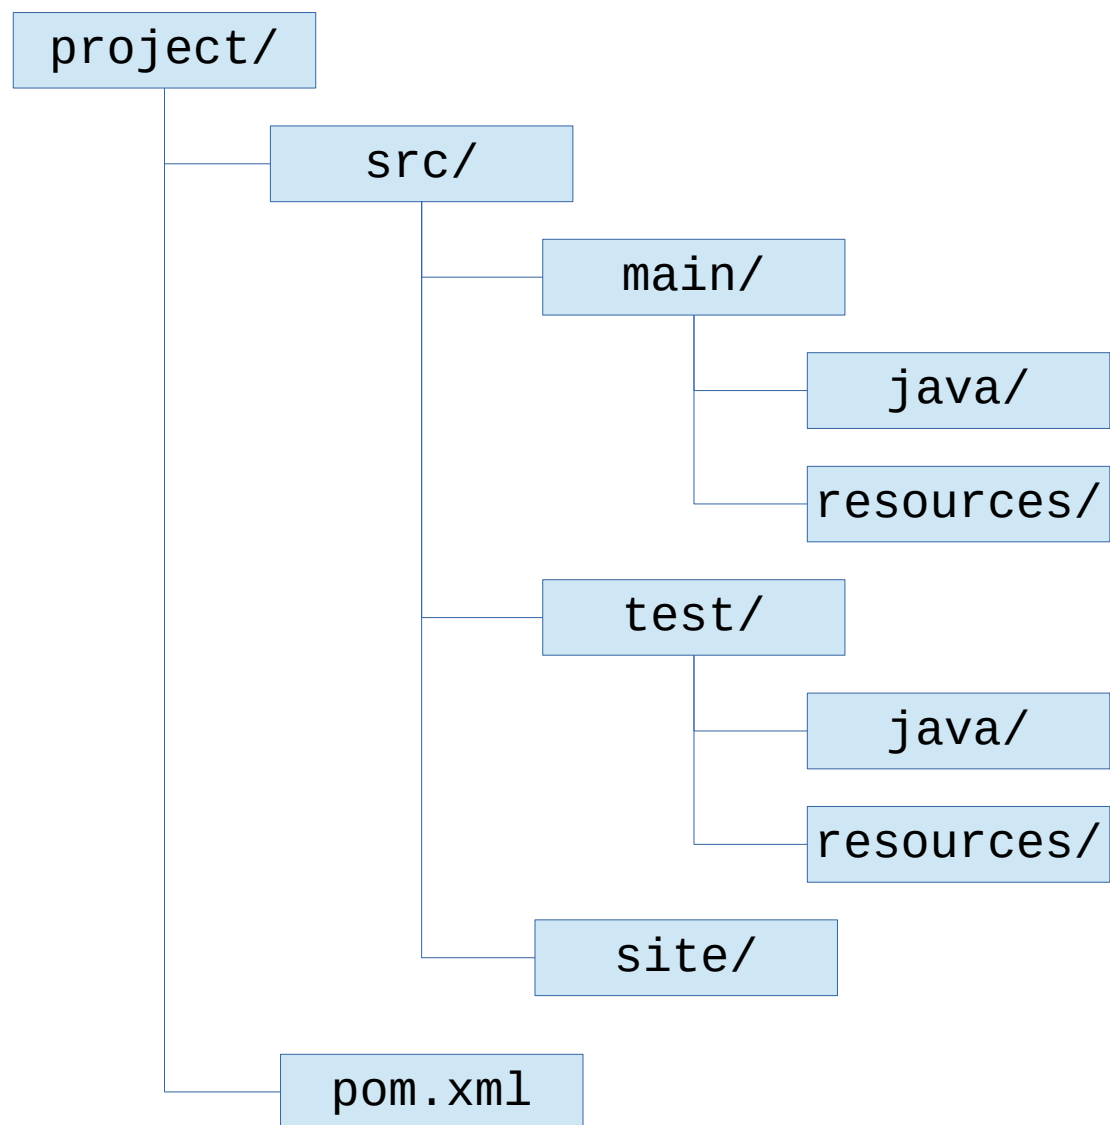 project/
src/
main/
java/
resources/
test/
java/
resources/
site/
pom.xml